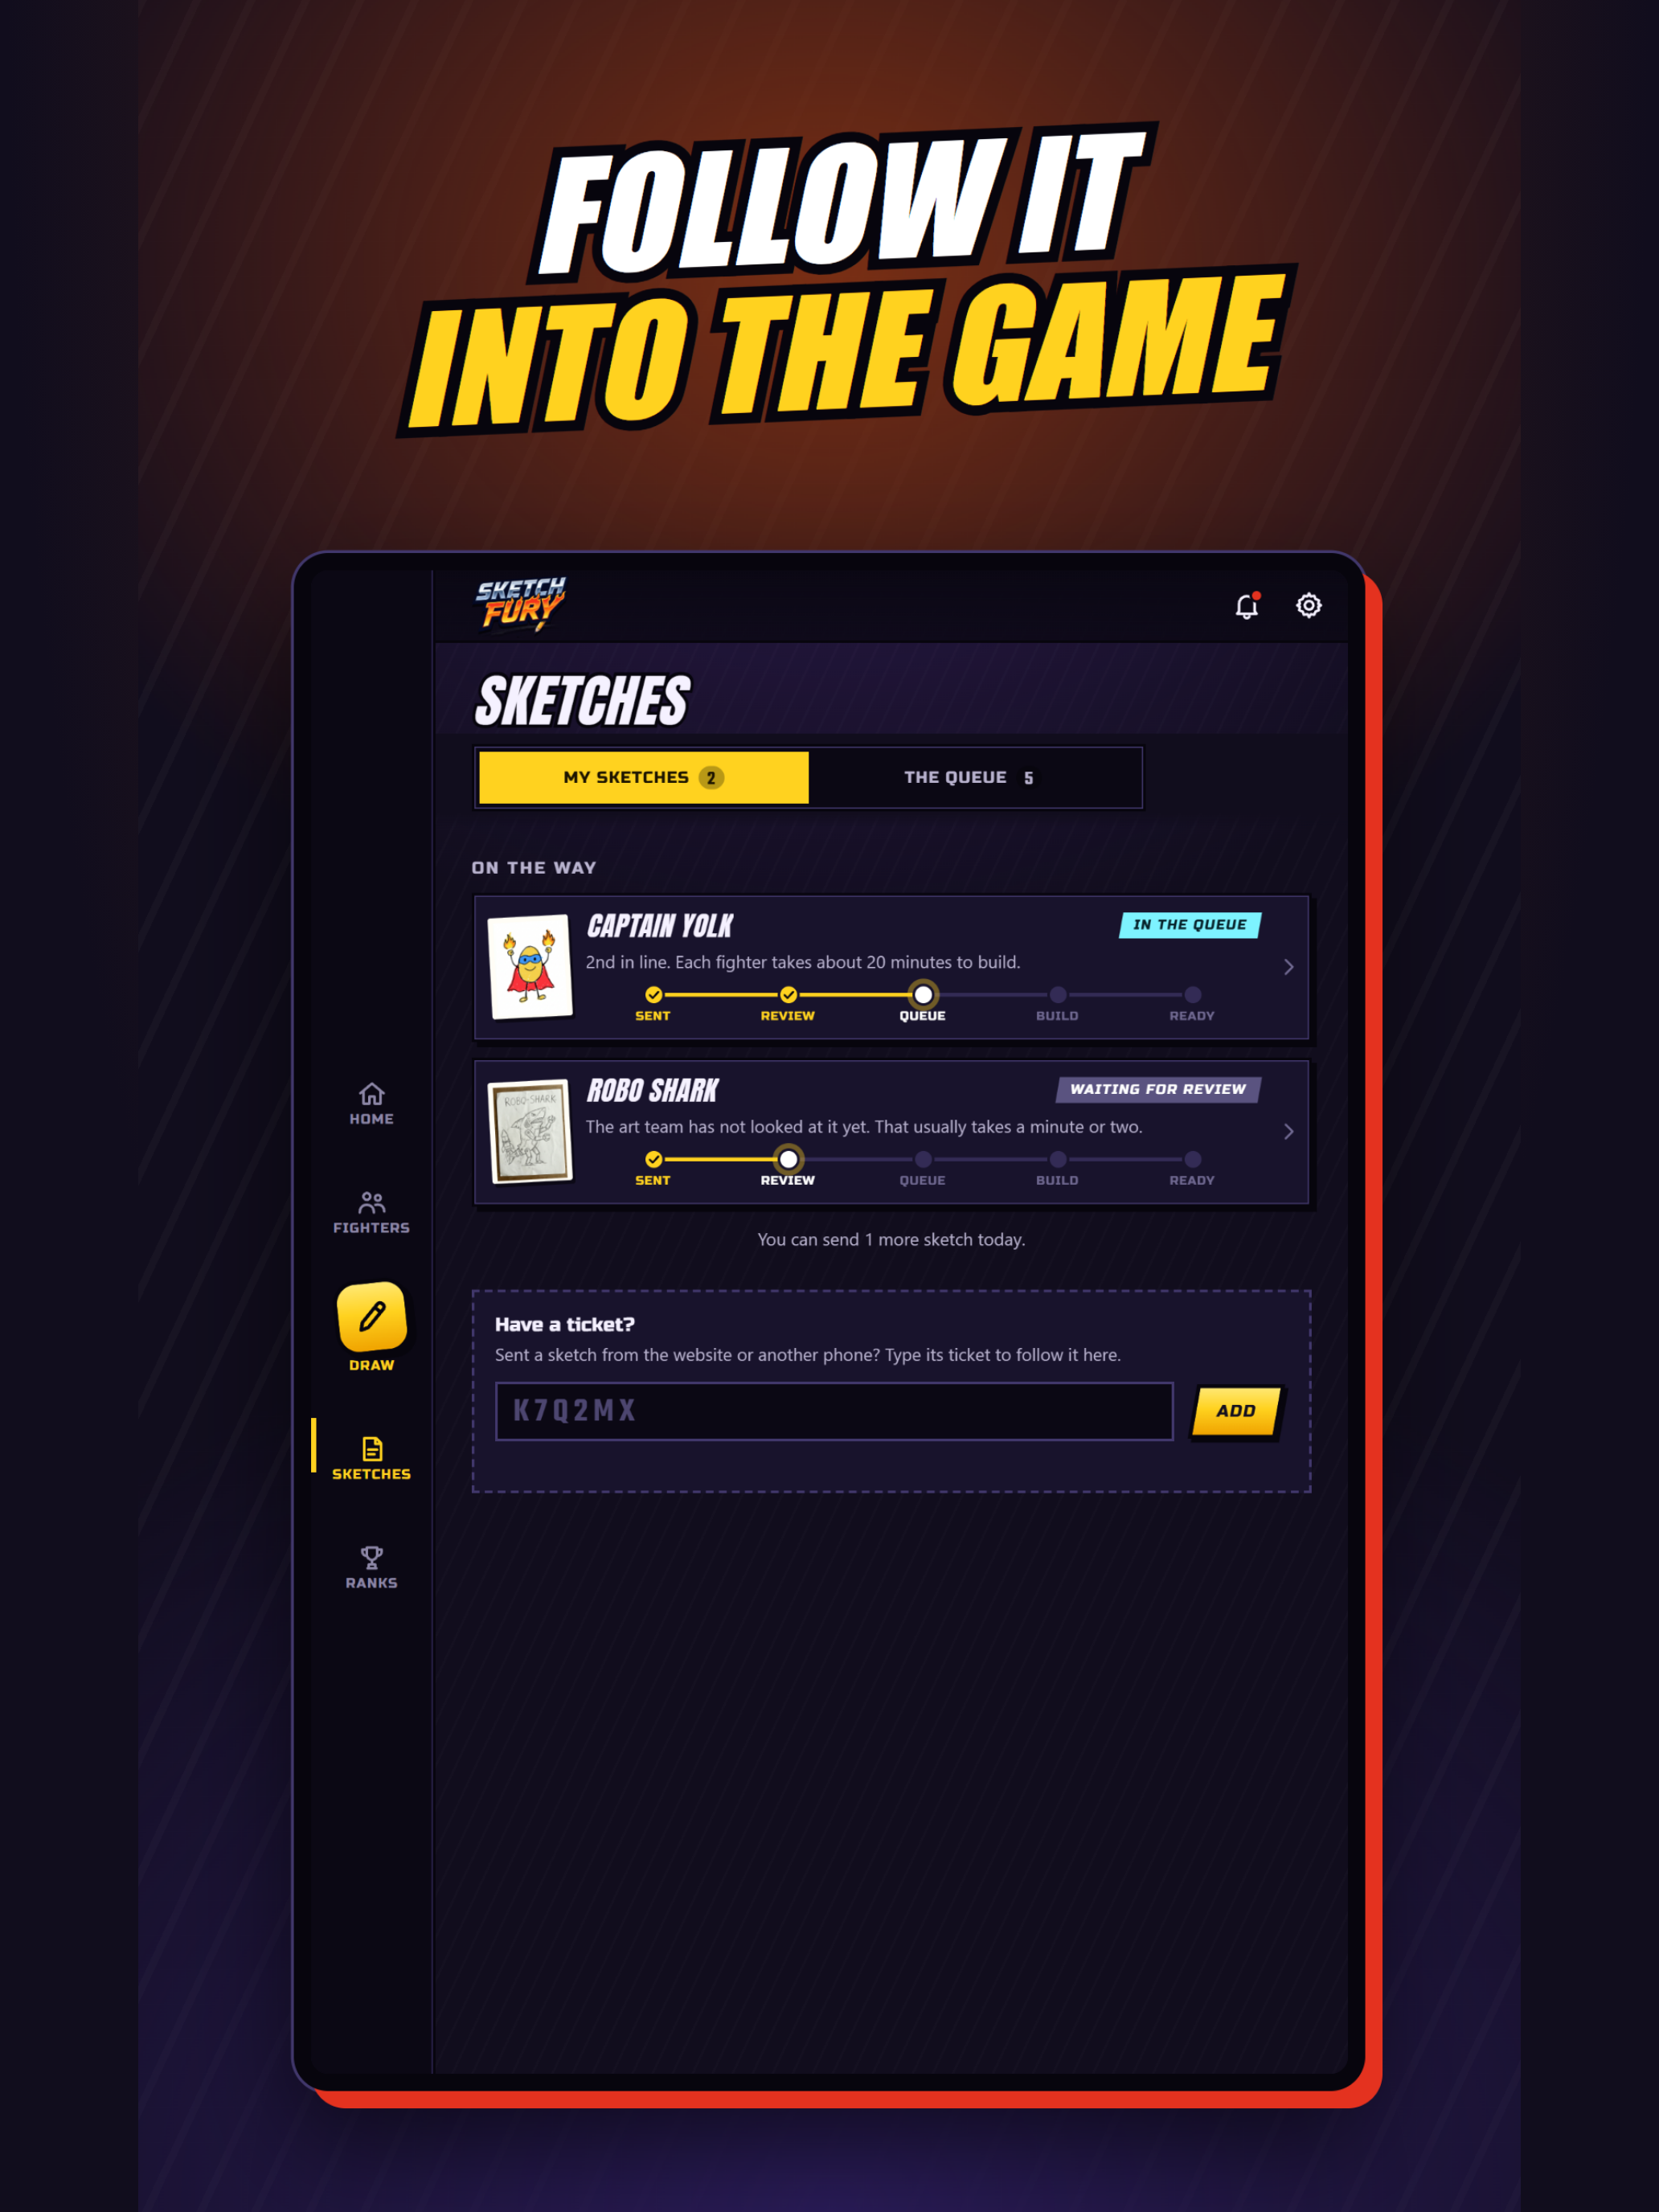 FOLLOW IT
INTO THE GAME
SKETCH
FURY
SKETCHES
MY SKETCHES 2
THE QUEUE 5
ON THE WAY
CAPTAIN YOLK
IN THE QUEUE
2nd in line. Each fighter takes about 20 minutes to build.
SENT REVIEW QUEUE BUILD READY
ROBO-SHARK
ROBO SHARK
WAITING FOR REVIEW
The art team has not looked at it yet. That usually takes a minute or two.
SENT REVIEW QUEUE BUILD READY
You can send 1 more sketch today.
Have a ticket?
Sent a sketch from the website or another phone? Type its ticket to follow it here.
K7Q2MX
ADD
HOME
FIGHTERS
DRAW
SKETCHES
RANKS